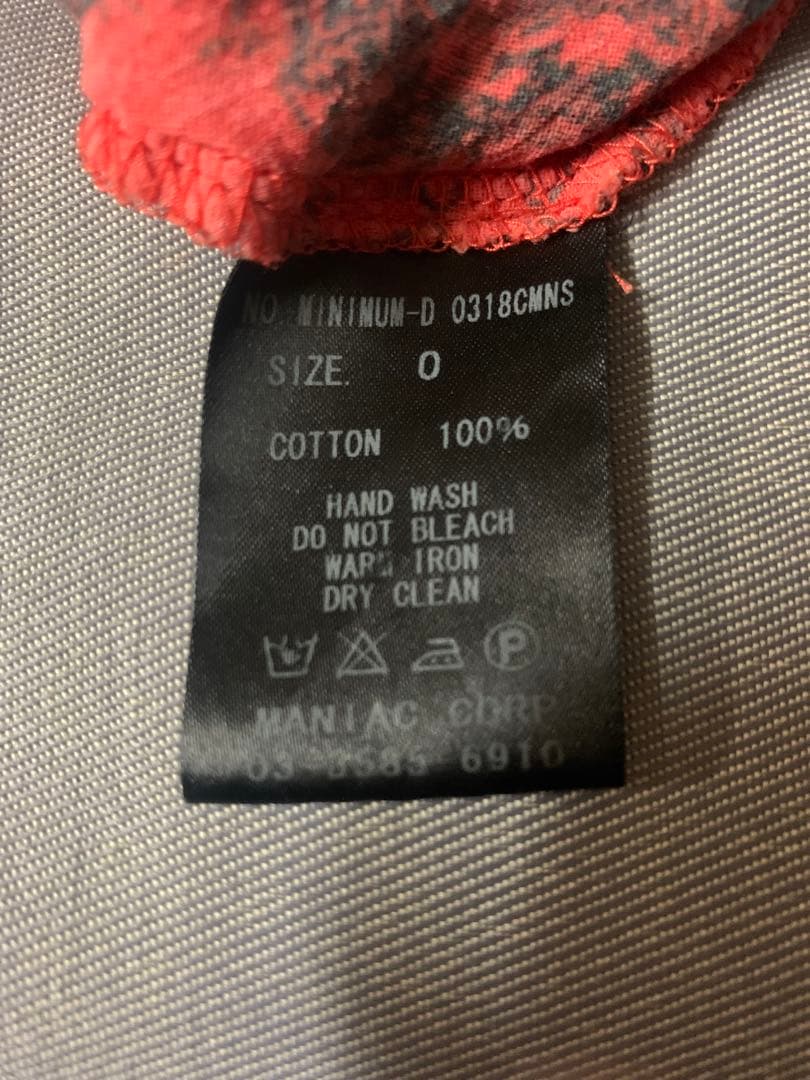 NO. MINIMUM-D 0318CMNS
SIZE. 0
COTTON 100%
HAND WASH
DO NOT BLEACH
WARM IRON
DRY CLEAN
P
MANIAC CORP
03-3585-6910